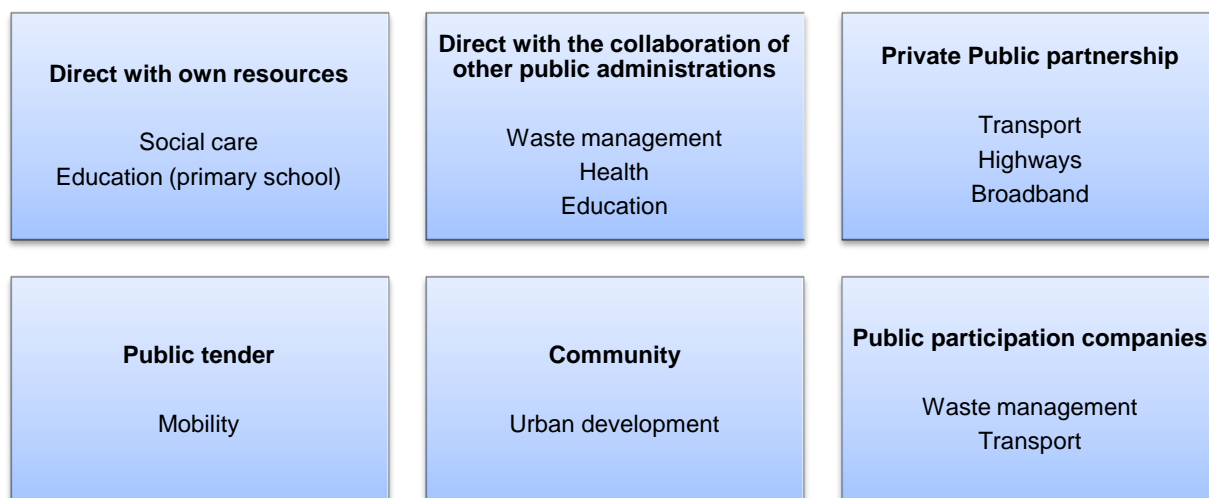 Direct with own resources
Social care
Education (primary school)
Direct with the collaboration of
other public administrations
Waste management
Health
Education
Private Public partnership
Transport
Highways
Broadband
Public tender
Mobility
Community
Urban development
Public participation companies
Waste management
Transport